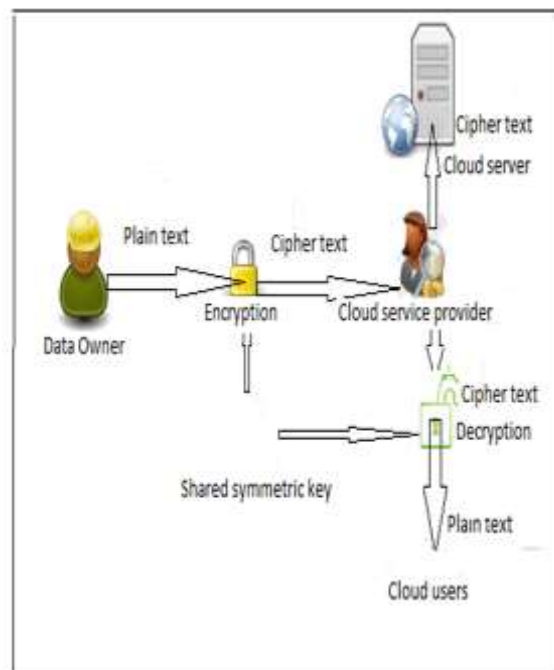 Cipher text
Cloud server
Plain text
Cipher text
Encryption
Cloud service provider
Data Owner
Cipher text
Decryption
Shared symmetric key
Plain text
Cloud users